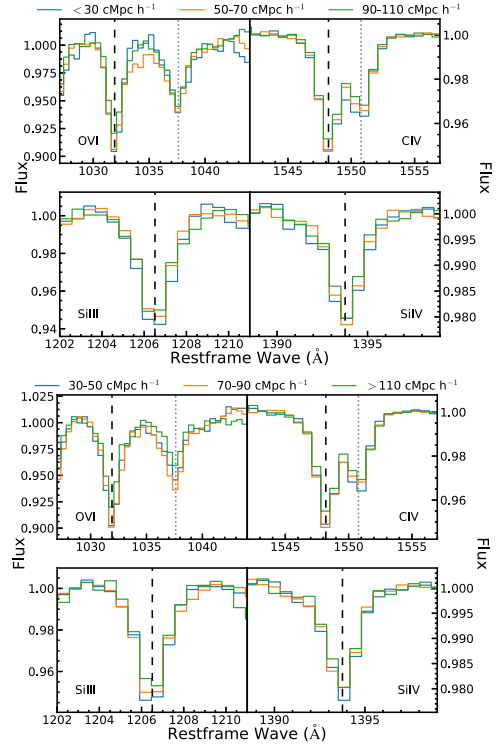 < 30 cMpc h⁻¹ 50-70 cMpc h⁻¹ 90-110 cMpc h⁻¹
1.000
0.975
0.950
0.925
0.900
OVI
1030 1035 1040
1.00
0.98
0.96
CIV
1545 1550 1555
Flux
Flux
1.00
0.98
0.96
0.94
SiIII
1202 1204 1206 1208 1210
1.000
0.995
0.990
0.985
0.980
SiIV
1390 1395
Restframe Wave (Å) Restframe Wave (Å)
30-50 cMpc h⁻¹ 70-90 cMpc h⁻¹ > 110 cMpc h⁻¹
1.025
1.000
0.975
0.950
0.925
0.900
OVI
1030 1035 1040
1.00
0.98
0.96
CIV
1545 1550 1555
Flux
Flux
1.00
0.98
0.96
SiIII
1202 1204 1206 1208 1210
1.000
0.995
0.990
0.985
0.980
SiIV
1390 1395
Restframe Wave (Å) Restframe Wave (Å)